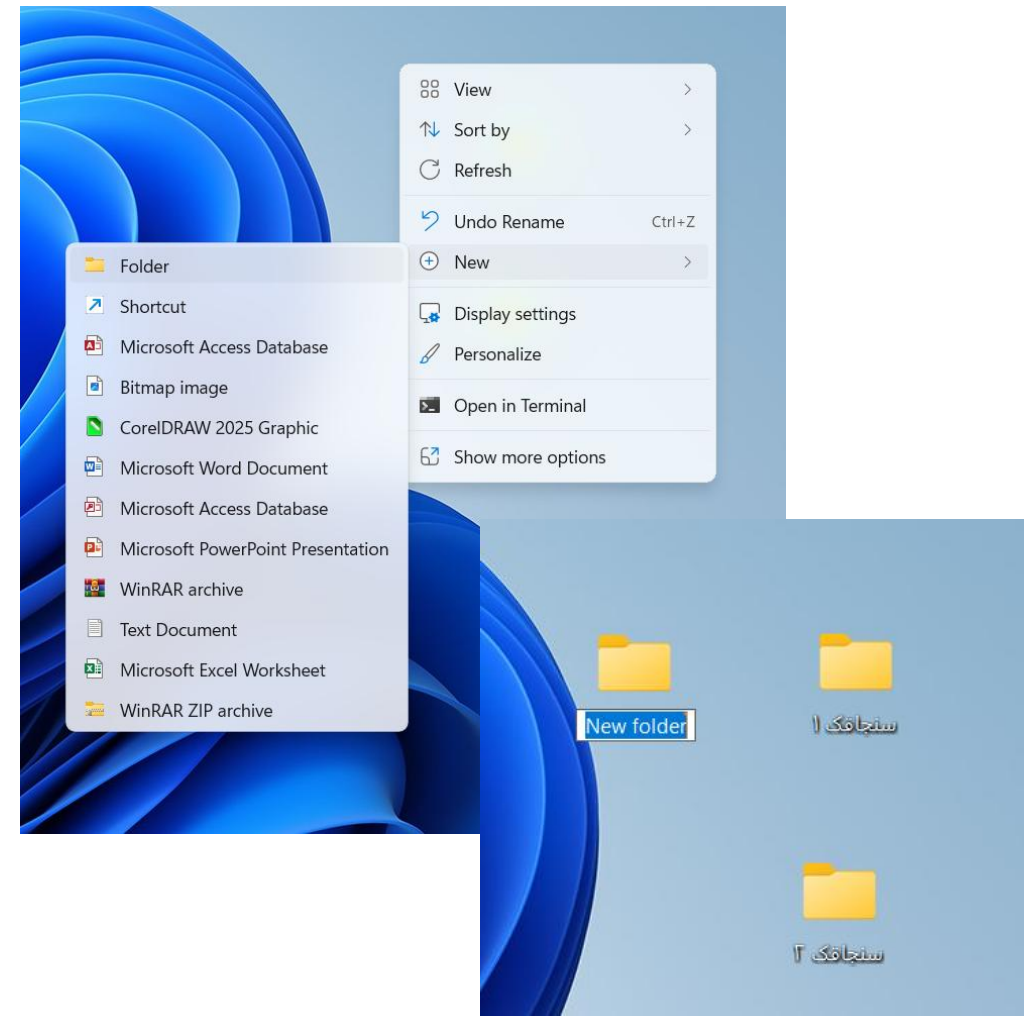 View
Sort by
Refresh
Undo Rename Ctrl+Z
New
Display settings
Personalize
Open in Terminal
Show more options
Folder
Shortcut
Microsoft Access Database
Bitmap image
CorelDRAW 2025 Graphic
Microsoft Word Document
Microsoft Access Database
Microsoft PowerPoint Presentation
WinRAR archive
Text Document
Microsoft Excel Worksheet
WinRAR ZIP archive
New folder
سنجاقک ۱
سنجاقک ۲